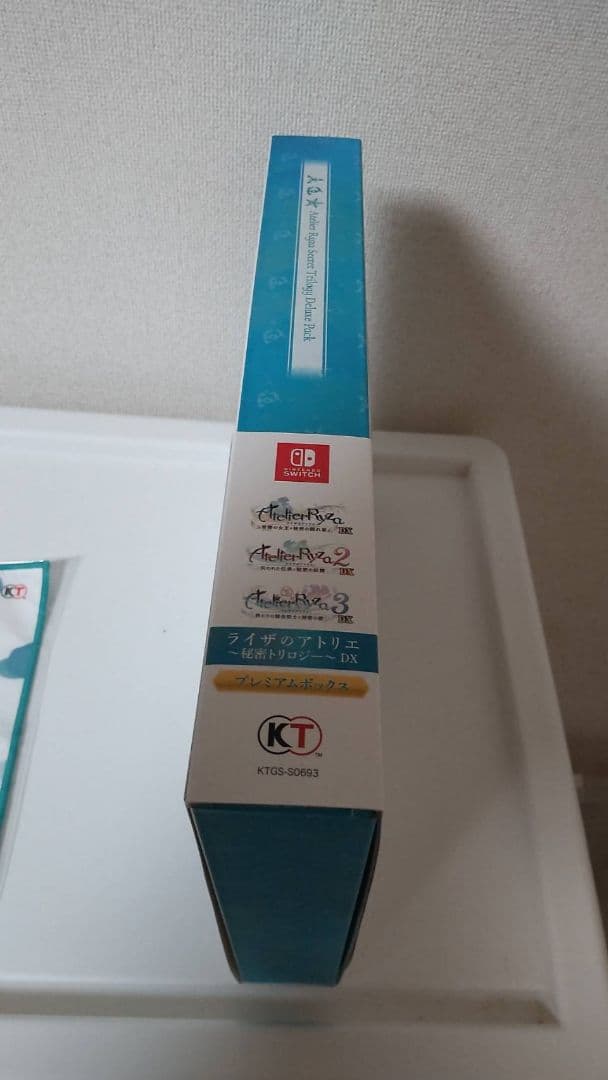 Atelier Ryza Secret Trilogy Deluxe Pack
NINTENDO
SWITCH
Atelier Ryza
DX
Atelier Ryza 2
DX
Atelier Ryza 3
DX
ライザのアトリエ
～秘密トリロジー～ DX
プレミアムボックス
KT
TM
KTGS-S0693
KT